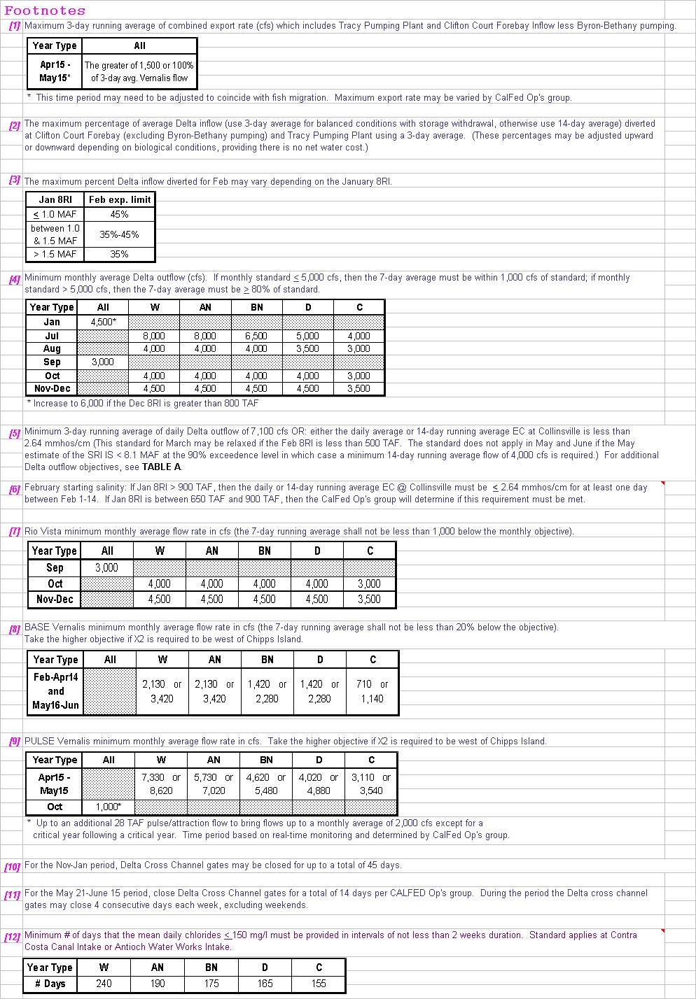 Footnotes
[1] Maximum 3-day running average of combined export rate (cfs) which includes Tracy Pumping Plant and Clifton Court Forebay Inflow less Byron-Bethany pumping.
Year Type All
Apr15 - The greater of 1,500 or 100%
May15* of 3-day avg. Vernalis flow
* This time period may need to be adjusted to coincide with fish migration. Maximum export rate may be varied by CalFed Op's group.
[2] The maximum percentage of average Delta inflow (use 3-day average for balanced conditions with storage withdrawal, otherwise use 14-day average) diverted
at Clifton Court Forebay (excluding Byron-Bethany pumping) and Tracy Pumping Plant using a 3-day average. (These percentages may be adjusted upward
or downward depending on biological conditions, providing there is no net water cost.)
[3] The maximum percent Delta inflow diverted for Feb may vary depending on the January 8RI.
Jan 8RI Feb exp. limit
≤ 1.0 MAF 45%
between 1.0
& 1.5 MAF 35%-45%
> 1.5 MAF 35%
[4] Minimum monthly average Delta outflow (cfs). If monthly standard ≤ 5,000 cfs, then the 7-day average must be within 1,000 cfs of standard; if monthly
standard > 5,000 cfs, then the 7-day average must be ≥ 80% of standard.
Year Type All W AN BN D C
Jan 4,500*
Jul 8,000 8,000 6,500 5,000 4,000
Aug 4,000 4,000 4,000 3,500 3,000
Sep 3,000
Oct 4,000 4,000 4,000 4,000 3,000
Nov-Dec 4,500 4,500 4,500 4,500 3,500
* Increase to 6,000 if the Dec 8RI is greater than 800 TAF
[5] Minimum 3-day running average of daily Delta outflow of 7,100 cfs OR: either the daily average or 14-day running average EC at Collinsville is less than
2.64 mmhos/cm (This standard for March may be relaxed if the Feb 8RI is less than 500 TAF. The standard does not apply in May and June if the May
estimate of the SRI IS < 8.1 MAF at the 90% exceedence level in which case a minimum 14-day running average flow of 4,000 cfs is required.) For additional
Delta outflow objectives, see TABLE A.
[6] February starting salinity: If Jan 8RI > 900 TAF, then the daily or 14-day running average EC @ Collinsville must be ≤ 2.64 mmhos/cm for at least one day
between Feb 1-14. If Jan 8RI is between 650 TAF and 900 TAF, then the CalFed Op's group will determine if this requirement must be met.
[7] Rio Vista minimum monthly average flow rate in cfs (the 7-day running average shall not be less than 1,000 below the monthly objective).
Year Type All W AN BN D C
Sep 3,000
Oct 4,000 4,000 4,000 4,000 3,000
Nov-Dec 4,500 4,500 4,500 4,500 3,500
[8] BASE Vernalis minimum monthly average flow rate in cfs (the 7-day running average shall not be less than 20% below the objective).
Take the higher objective if X2 is required to be west of Chipps Island.
Year Type All W AN BN D C
Feb-Apr14 2,130 or 2,130 or 1,420 or 1,420 or 710 or
and 3,420 3,420 2,280 2,280 1,140
May16-Jun
[9] PULSE Vernalis minimum monthly average flow rate in cfs. Take the higher objective if X2 is required to be west of Chipps Island.
Year Type All W AN BN D C
Apr15 - 7,330 or 5,730 or 4,620 or 4,020 or 3,110 or
May15 8,620 7,020 5,480 4,880 3,540
Oct 1,000*
* Up to an additional 28 TAF pulse/attraction flow to bring flows up to a monthly average of 2,000 cfs except for a
critical year following a critical year. Time period based on real-time monitoring and determined by CalFed Op's group.
[10] For the Nov-Jan period, Delta Cross Channel gates may be closed for up to a total of 45 days.
[11] For the May 21-June 15 period, close Delta Cross Channel gates for a total of 14 days per CALFED Op's group. During the period the Delta cross channel
gates may close 4 consecutive days each week, excluding weekends.
[12] Minimum # of days that the mean daily chlorides ≤ 150 mg/l must be provided in intervals of not less than 2 weeks duration. Standard applies at Contra
Costa Canal Intake or Antioch Water Works Intake.
Year Type W AN BN D C
# Days 240 190 175 165 155